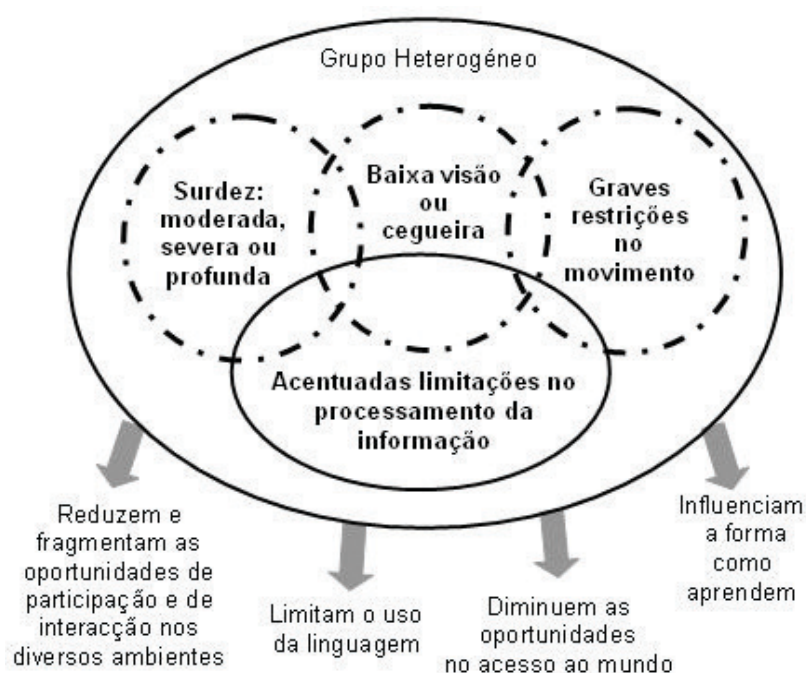 Grupo Heterogéneo
Surdez:
moderada,
severa ou
profunda
Baixa visão
ou
cegueira
Graves
restrições
no
movimento
Acentuadas limitações no
processamento da
informação
Reduzem e
fragmentam as
oportunidades de
participação e de
interacção nos
diversos ambientes
Limitam o uso
da linguagem
Diminuem as
oportunidades
no acesso ao mundo
Influenciam
a forma
como
aprendem